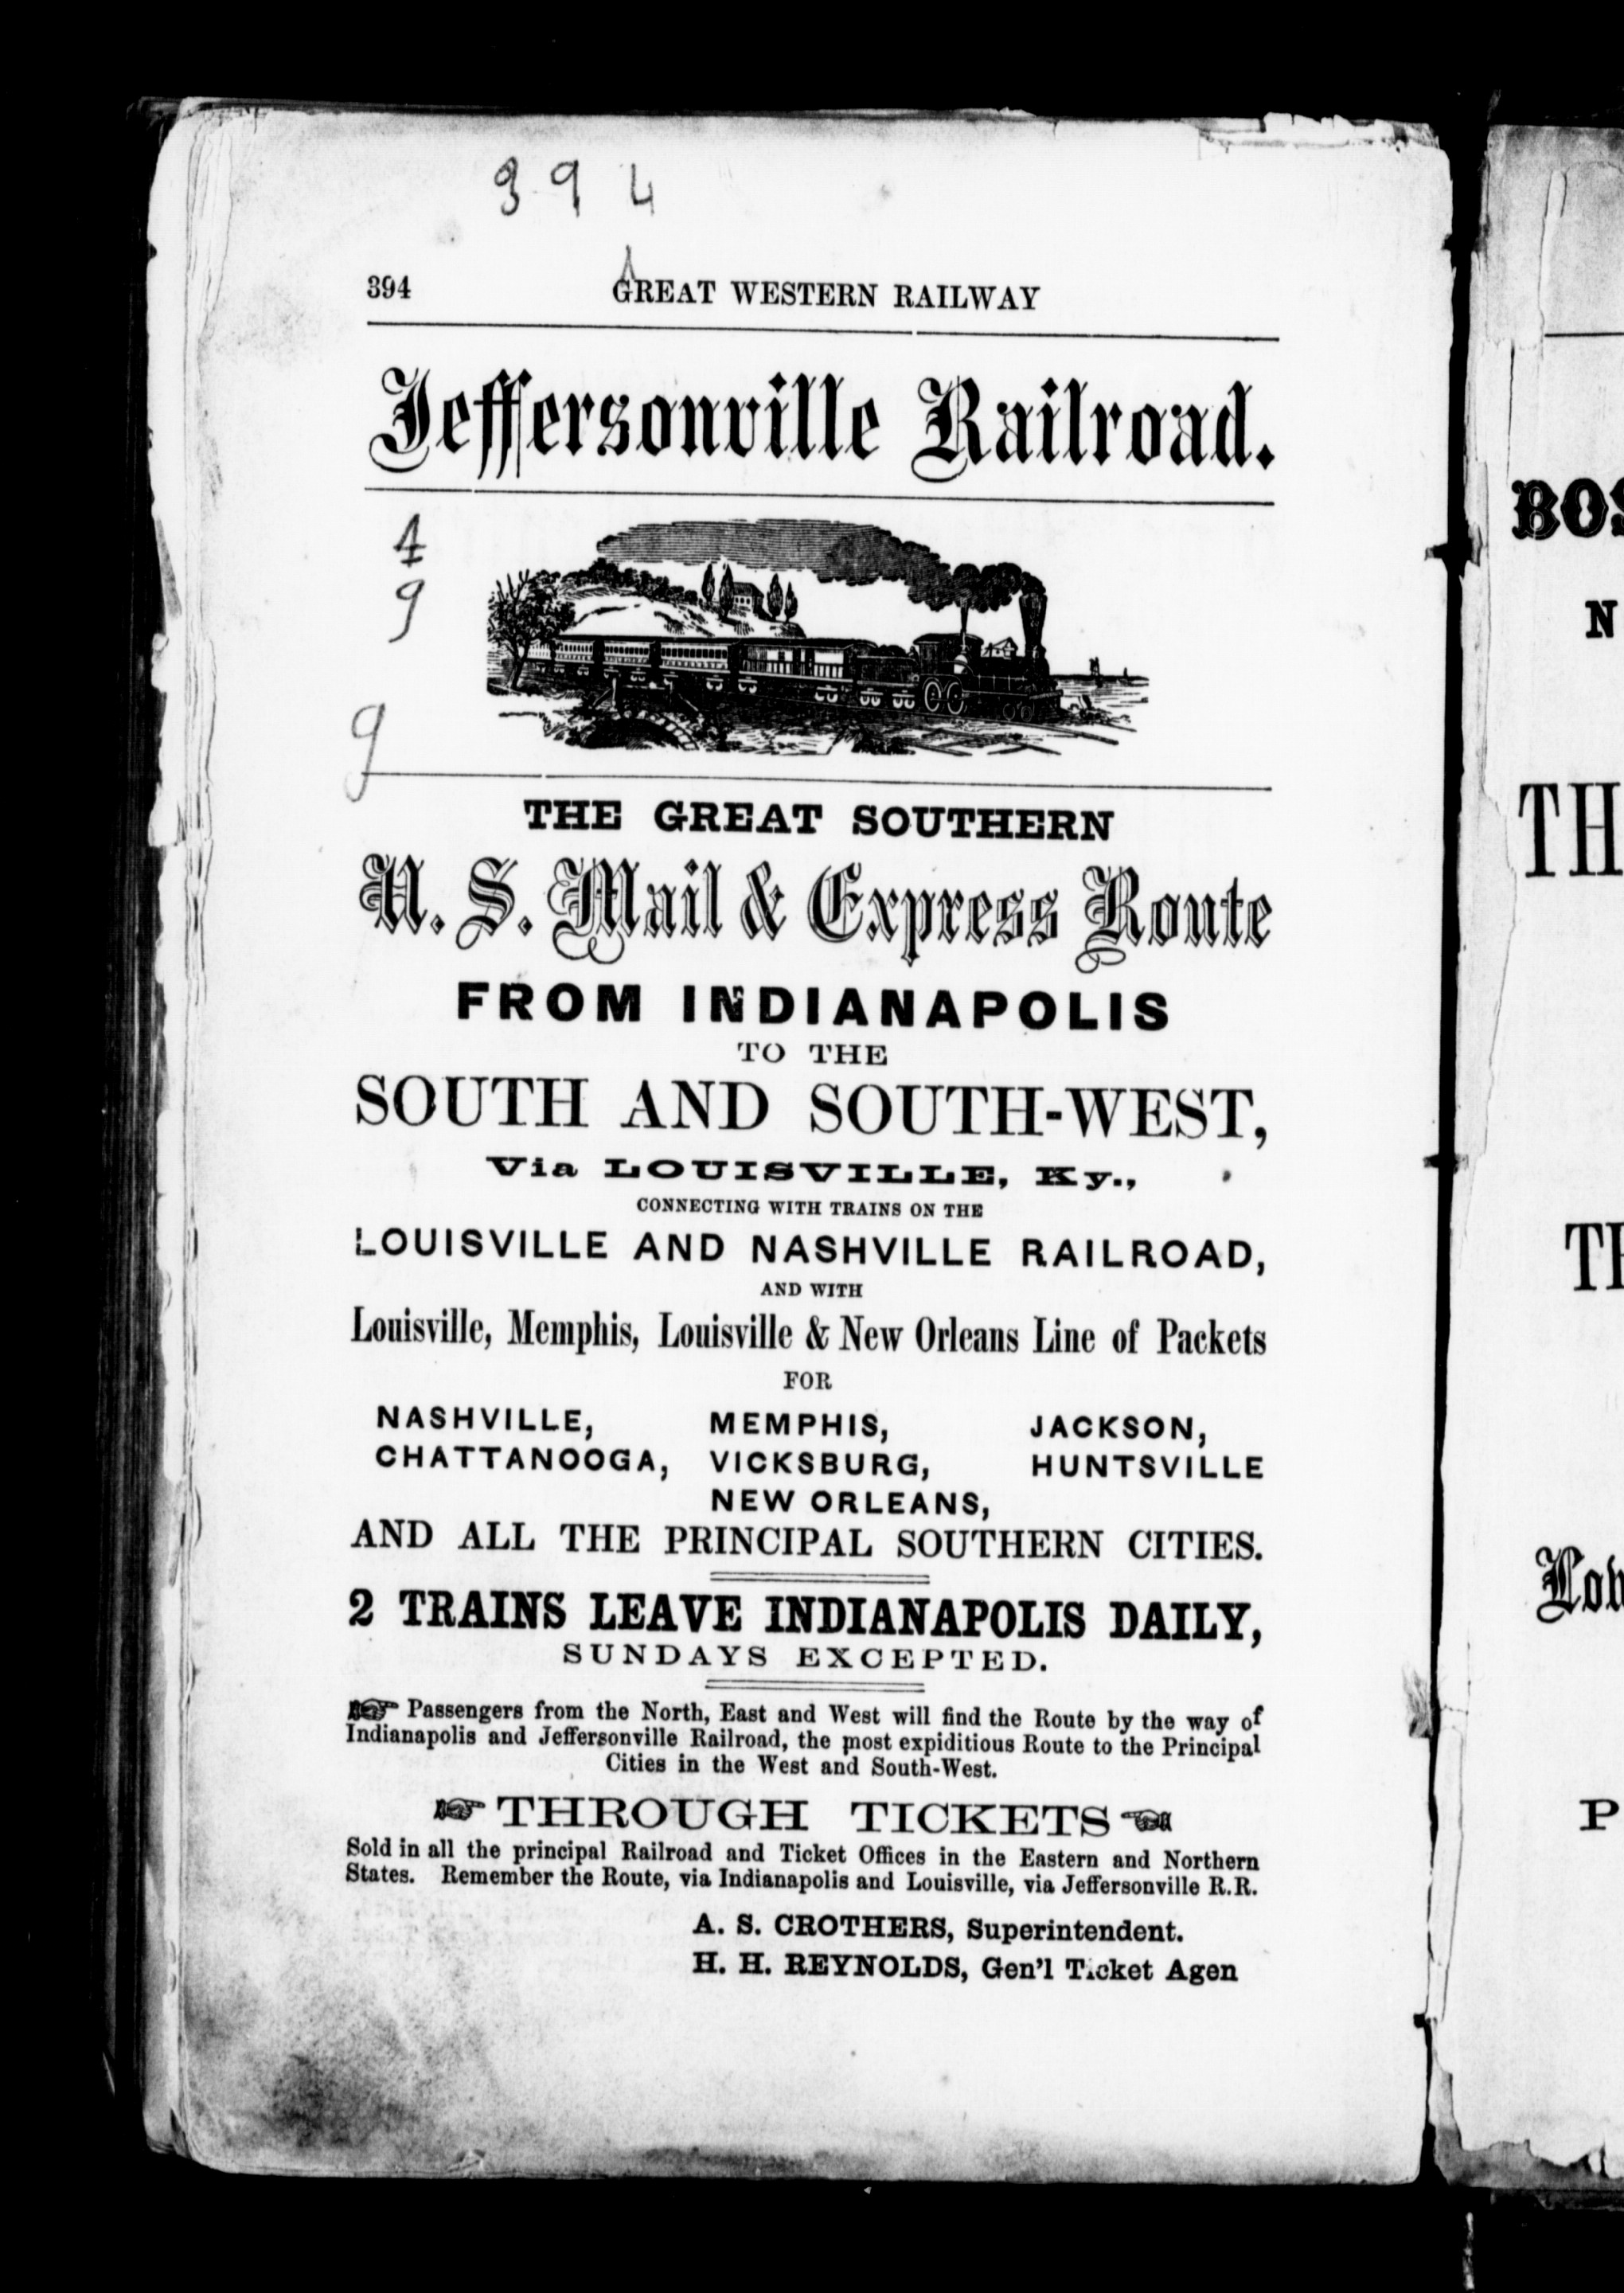 394
394 GREAT WESTERN RAILWAY
Jeffersonville Railroad.
4
9
9
THE GREAT SOUTHERN
U. S. Mail & Express Route
FROM INDIANAPOLIS
TO THE
SOUTH AND SOUTH-WEST,
Via LOUISVILLE, Ky.,
CONNECTING WITH TRAINS ON THE
LOUISVILLE AND NASHVILLE RAILROAD,
AND WITH
Louisville, Memphis, Louisville & New Orleans Line of Packets
FOR
NASHVILLE, MEMPHIS, JACKSON,
CHATTANOOGA, VICKSBURG, HUNTSVILLE
NEW ORLEANS,
AND ALL THE PRINCIPAL SOUTHERN CITIES.
2 TRAINS LEAVE INDIANAPOLIS DAILY,
SUNDAYS EXCEPTED.
☞ Passengers from the North, East and West will find the Route by the way of
Indianapolis and Jeffersonville Railroad, the most expiditious Route to the Principal
Cities in the West and South-West.
☞ THROUGH TICKETS ☜
Sold in all the principal Railroad and Ticket Offices in the Eastern and Northern
States. Remember the Route, via Indianapolis and Louisville, via Jeffersonville R.R.
A. S. CROTHERS, Superintendent.
H. H. REYNOLDS, Gen'l Ticket Agen
BOS
N
TH
TH
P